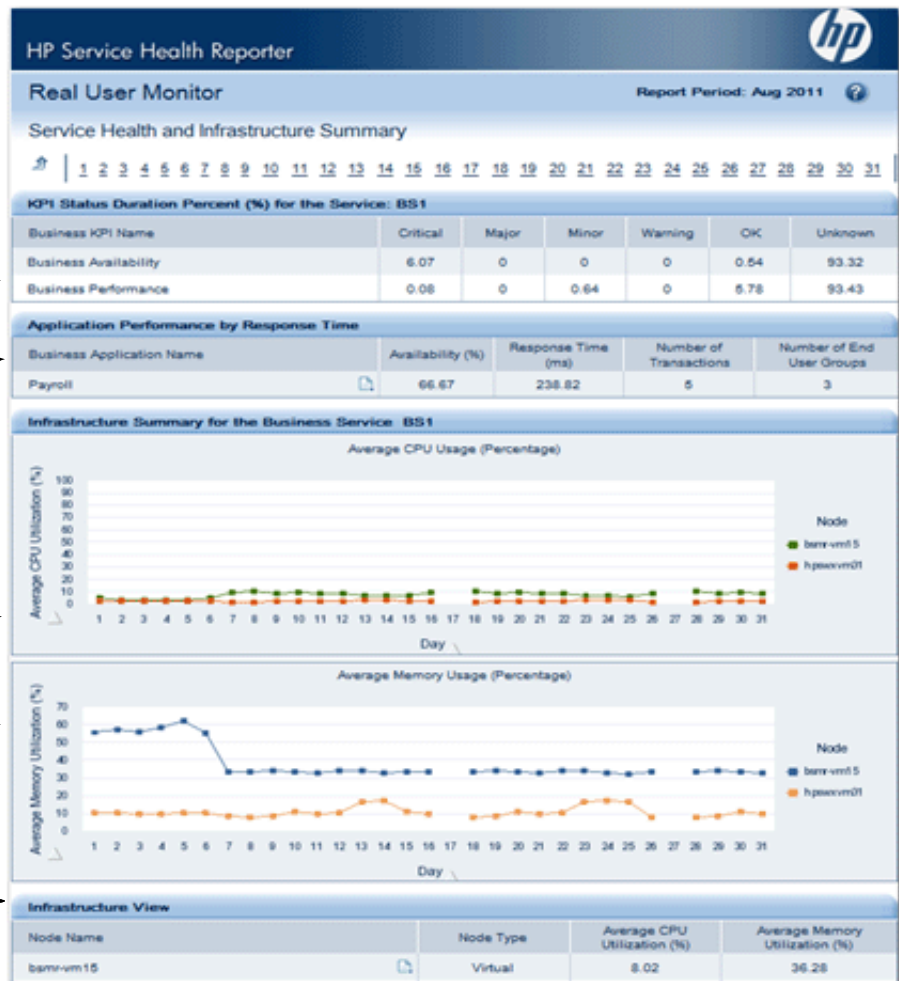 hp
HP Service Health Reporter
Real User Monitor
Report Period: Aug 2011 ?
Service Health and Infrastructure Summary
1 2 3 4 5 6 7 8 9 10 11 12 13 14 15 16 17 18 19 20 21 22 23 24 25 26 27 28 29 30 31
KPI Status Duration Percent (%) for the Service: BS1
Business KPI Name Critical Major Minor Warning OK Unknown
Business Availability 6.07 0 0 0 0.54 93.32
Business Performance 0.08 0 0.64 0 5.78 93.43
Application Performance by Response Time
Business Application Name Availability (%) Response Time (ms) Number of Transactions Number of End User Groups
Payroll 66.67 238.82 5 3
Infrastructure Summary for the Business Service BS1
Average CPU Usage (Percentage)
Average CPU Utilization (%)
100
90
80
70
60
50
40
30
20
10
0
1 2 3 4 5 6 7 8 9 10 11 12 13 14 15 16 17 18 19 20 21 22 23 24 25 26 27 28 29 30 31
Day
Node
bsmr-vm15
Average Memory Usage (Percentage)
Average Memory Utilization (%)
70
60
50
40
30
20
10
0
1 2 3 4 5 6 7 8 9 10 11 12 13 14 15 16 17 18 19 20 21 22 23 24 25 26 27 28 29 30 31
Day
Node
bsmr-vm15
Infrastructure View
Node Name Node Type Average CPU Utilization (%) Average Memory Utilization (%)
bsmr-vm15 Virtual 8.02 36.28